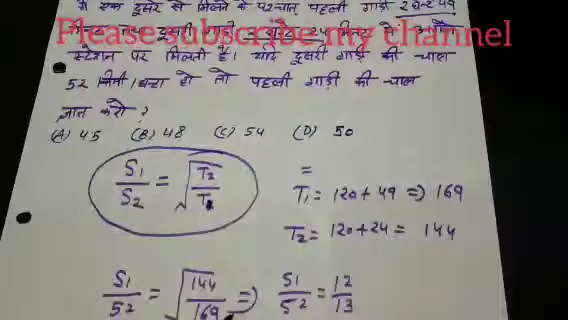 से एक दूसरे से मिलने के पश्चात् पहली गाड़ी 2 घन्टे 49
Please subscribe my channel
स्टेशन पर मिलती है। यदि दूसरी गाड़ी की चाल
52 किमी/घन्टा हो तो पहली गाड़ी की चाल
ज्ञात करो ?
(A) 45 (B) 48 (C) 54 (D) 50
S1/S2 = √T2/T1
=
T1 = 120 + 49 => 169
T2 = 120 + 24 = 144
S1/52 = √144/169 => S1/52 = 12/13